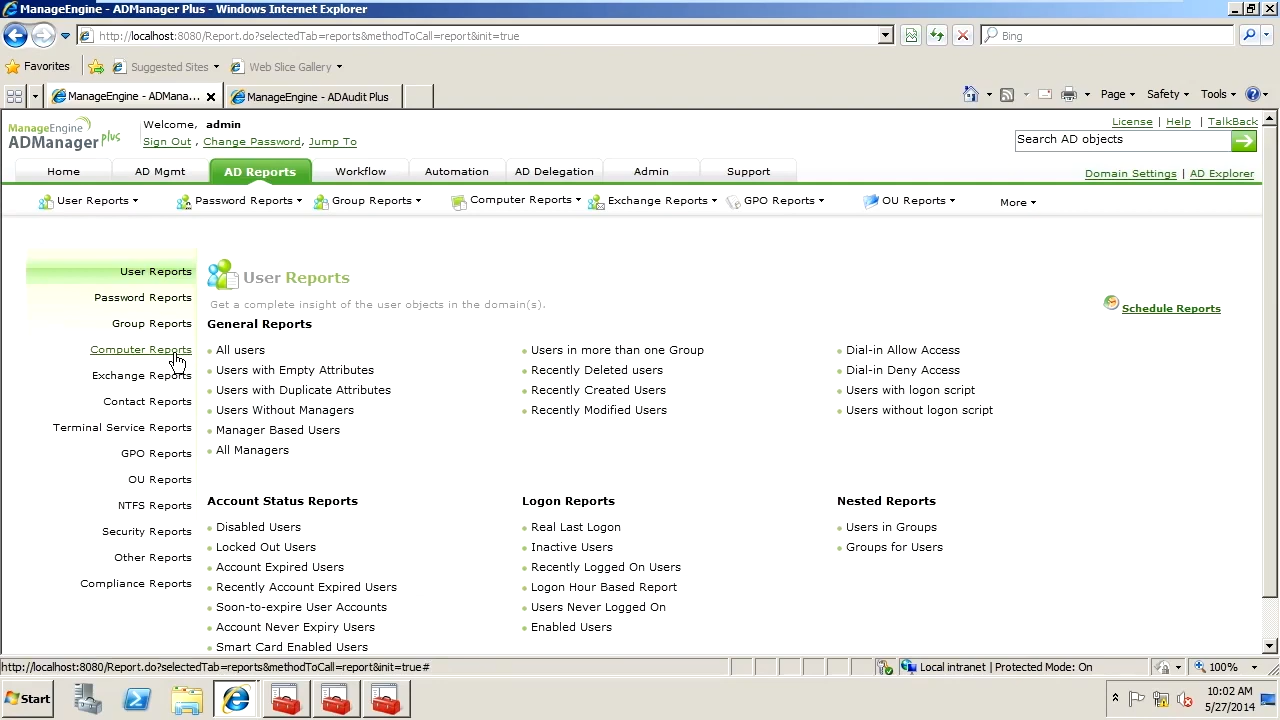 ManageEngine - ADManager Plus - Windows Internet Explorer
http://localhost:8080/Report.do?selectedTab=reports&methodToCall=report&init=true
Bing
Favorites
Suggested Sites
Web Slice Gallery
ManageEngine - ADMana...
ManageEngine - ADAudit Plus
Page
Safety
Tools
ManageEngine
ADManager plus
Welcome, admin
Sign Out , Change Password, Jump To
License | Help | TalkBack
Search AD objects
Home
AD Mgmt
AD Reports
Workflow
Automation
AD Delegation
Admin
Support
Domain Settings | AD Explorer
User Reports
Password Reports
Group Reports
Computer Reports
Exchange Reports
GPO Reports
OU Reports
More
User Reports
Password Reports
Group Reports
Computer Reports
Exchange Reports
Contact Reports
Terminal Service Reports
GPO Reports
OU Reports
NTFS Reports
Security Reports
Other Reports
Compliance Reports
User Reports
Get a complete insight of the user objects in the domain(s).
Schedule Reports
General Reports
All users
Users with Empty Attributes
Users with Duplicate Attributes
Users Without Managers
Manager Based Users
All Managers
Users in more than one Group
Recently Deleted users
Recently Created Users
Recently Modified Users
Dial-in Allow Access
Dial-in Deny Access
Users with logon script
Users without logon script
Account Status Reports
Disabled Users
Locked Out Users
Account Expired Users
Recently Account Expired Users
Soon-to-expire User Accounts
Account Never Expiry Users
Smart Card Enabled Users
Logon Reports
Real Last Logon
Inactive Users
Recently Logged On Users
Logon Hour Based Report
Users Never Logged On
Enabled Users
Nested Reports
Users in Groups
Groups for Users
http://localhost:8080/Report.do?selectedTab=reports&methodToCall=report&init=true#
Local intranet | Protected Mode: On
100%
Start
10:02 AM
5/27/2014